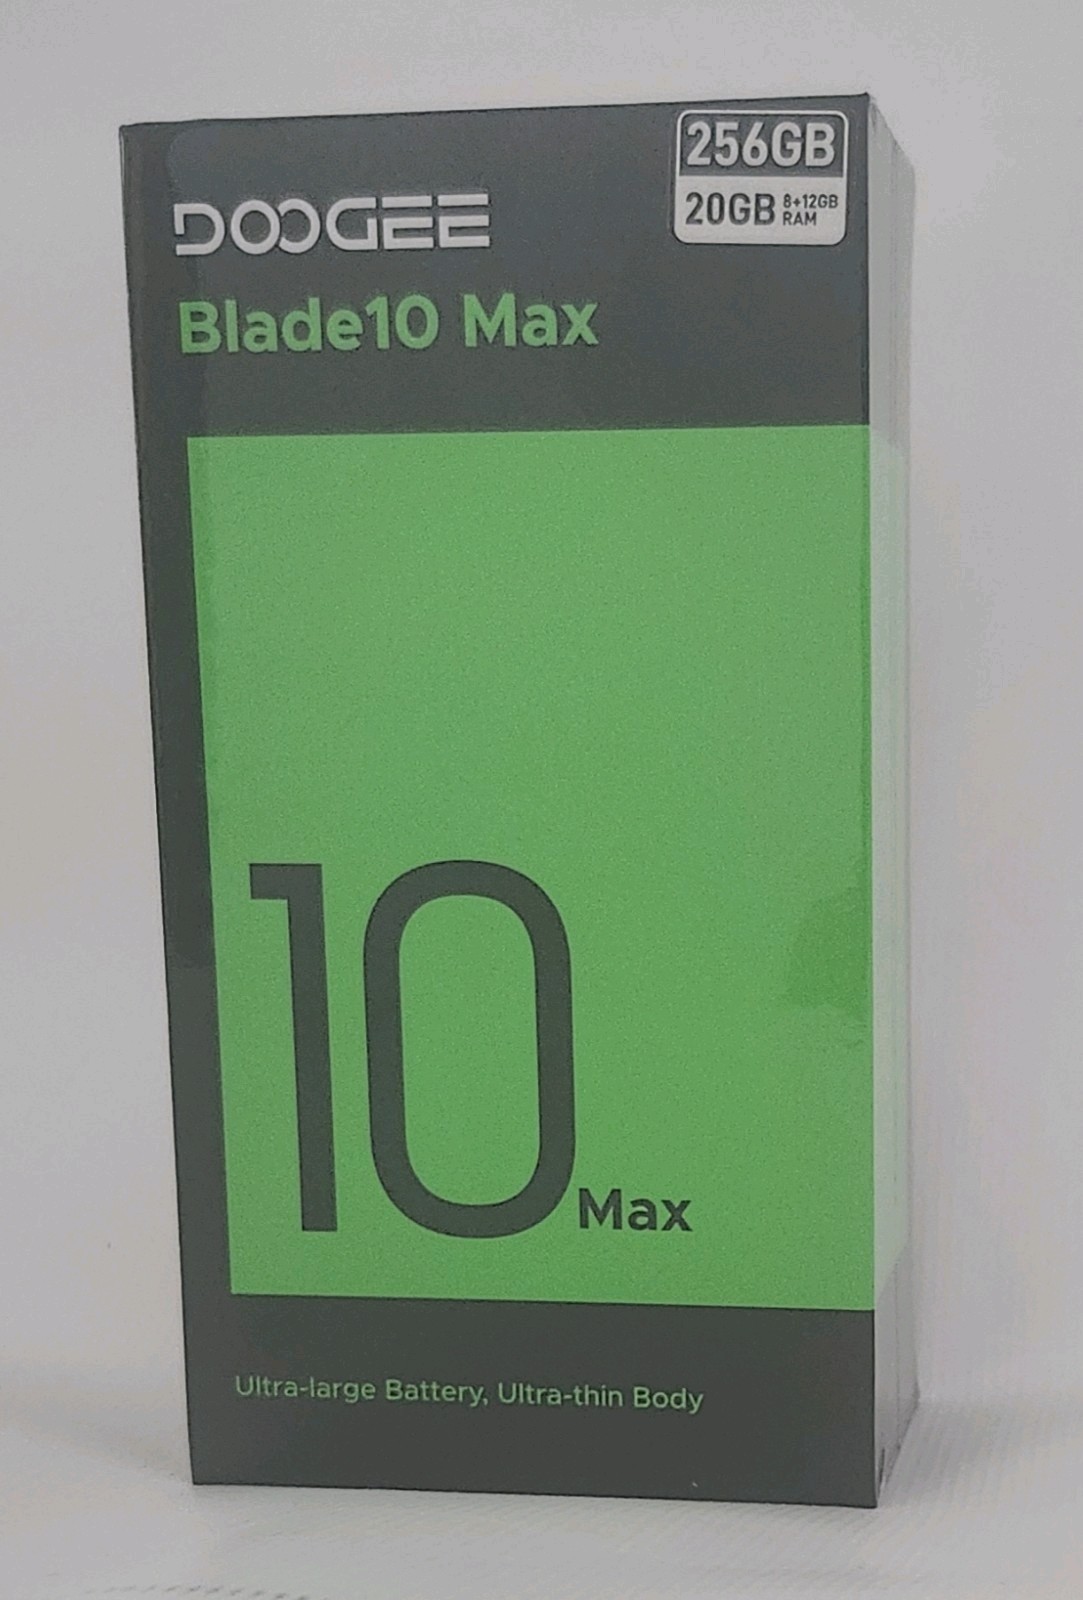 256GB
20GB 8+12GB
RAM
DOOGEE
Blade10 Max
10 Max
Ultra-large Battery, Ultra-thin Body